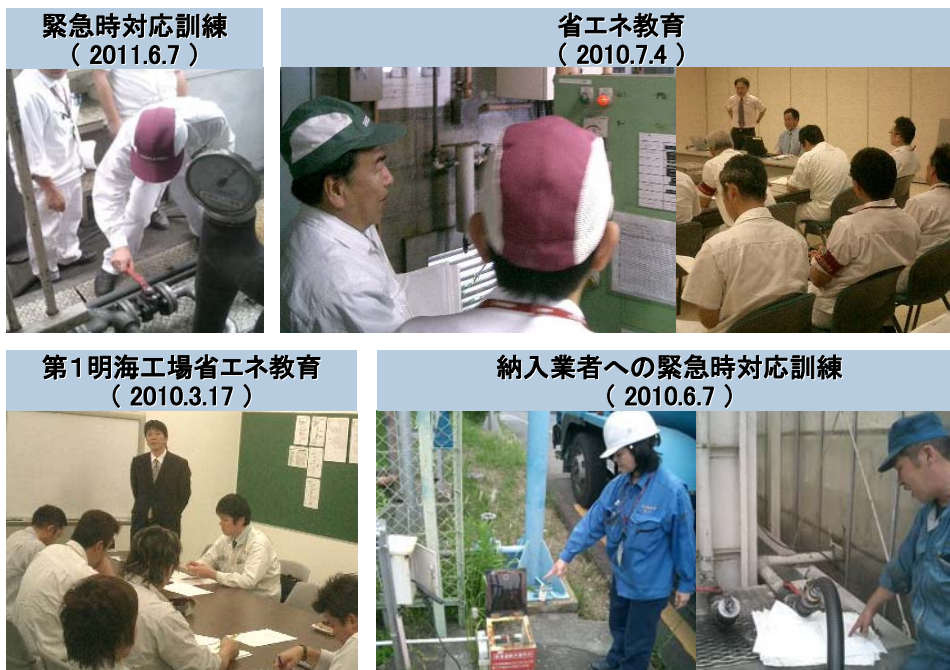 緊急時対応訓練
( 2011.6.7 )
省エネ教育
( 2010.7.4 )
第1明海工場省エネ教育
( 2010.3.17 )
納入業者への緊急時対応訓練
( 2010.6.7 )